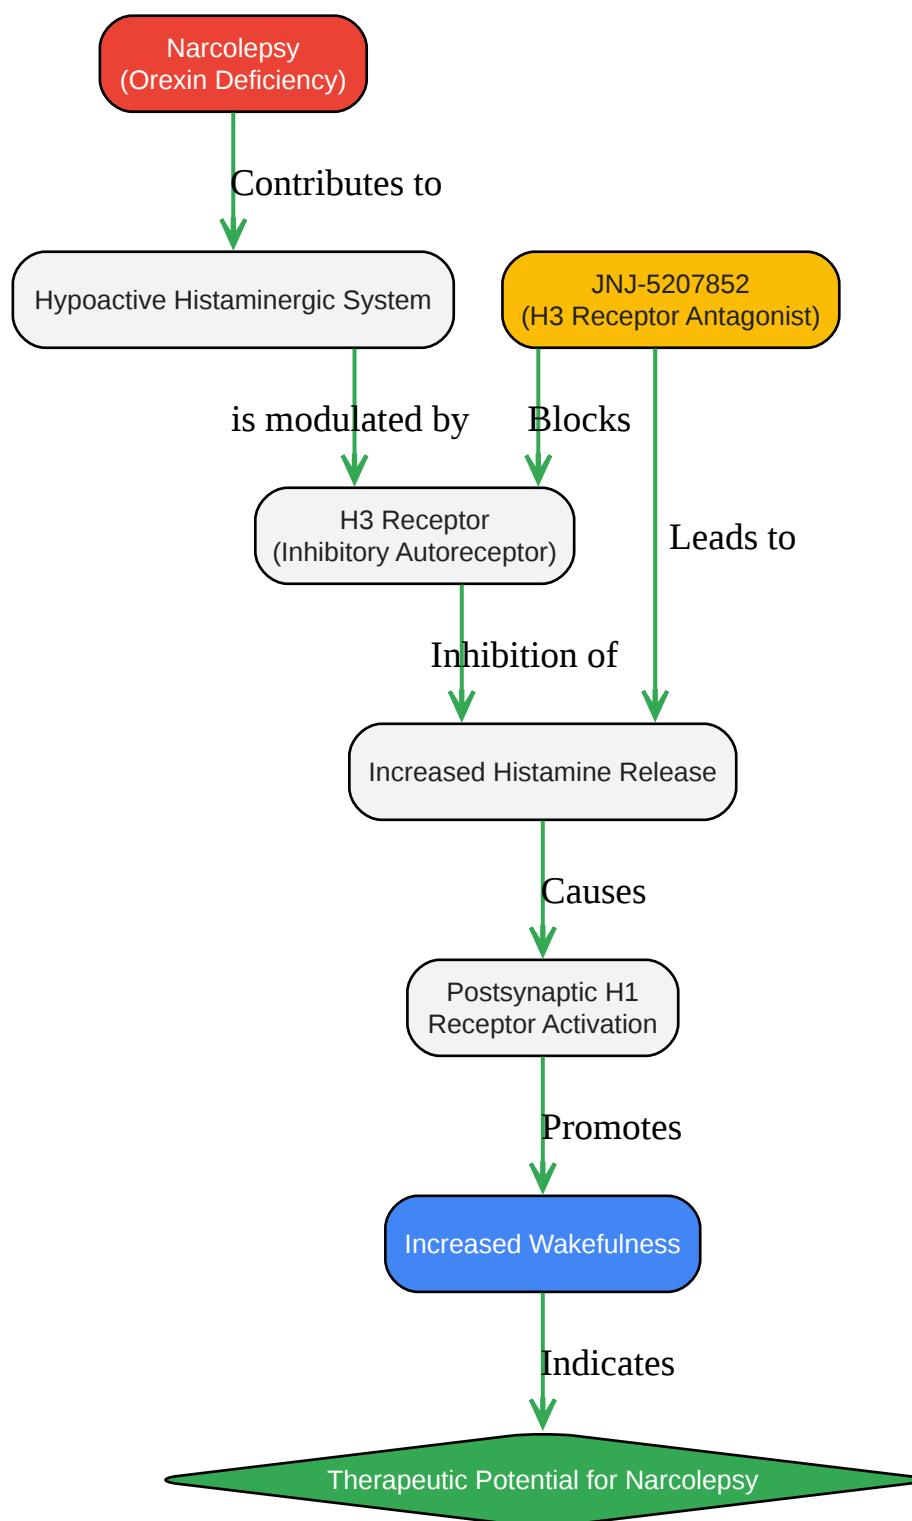 Narcolepsy
(Orexin Deficiency)
Contributes to
Hypoactive Histaminergic System
JNJ-5207852
(H3 Receptor Antagonist)
is modulated by
Blocks
H3 Receptor
(Inhibitory Autoreceptor)
Leads to
Inhibition of
Increased Histamine Release
Causes
Postsynaptic H1
Receptor Activation
Promotes
Increased Wakefulness
Indicates
Therapeutic Potential for Narcolepsy